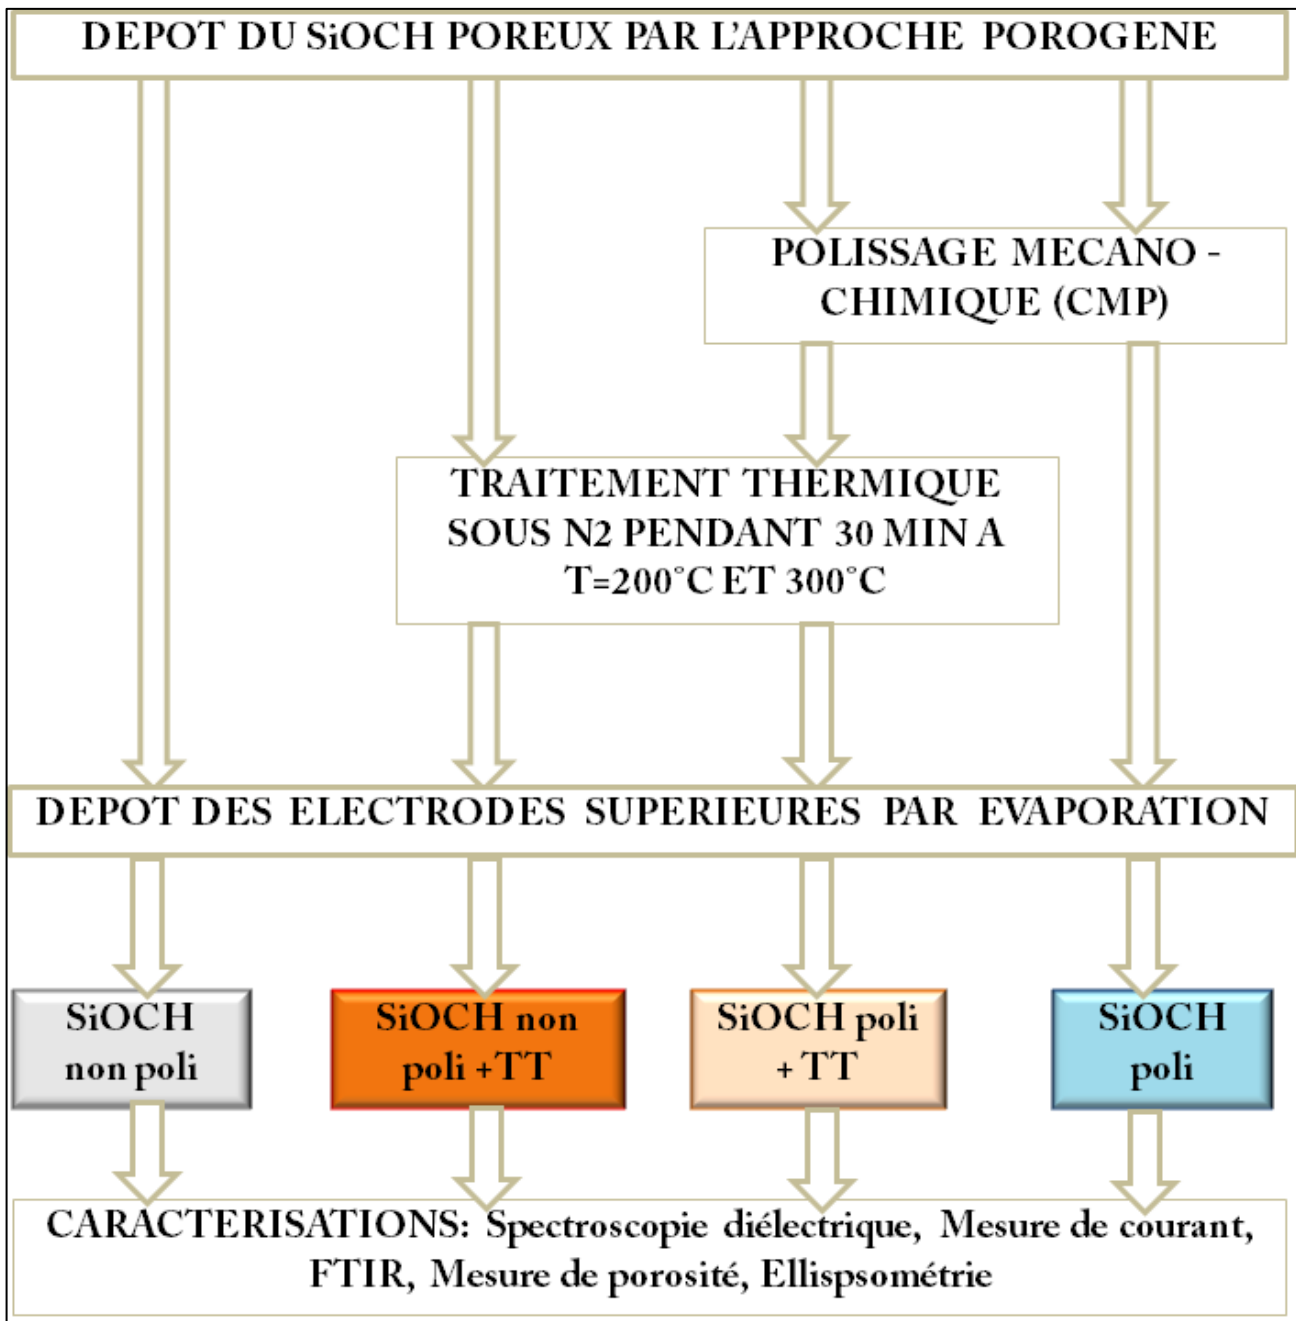 DEPOT DU SiOCH POREUX PAR L'APPROCHE POROGENE
POLISSAGE MECANO -
CHIMIQUE (CMP)
TRAITEMENT THERMIQUE
SOUS N2 PENDANT 30 MIN A
T=200°C ET 300°C
DEPOT DES ELECTRODES SUPERIEURES PAR EVAPORATION
SiOCH
non poli
SiOCH non
poli +TT
SiOCH poli
+ TT
SiOCH
poli
CARACTERISATIONS: Spectroscopie diélectrique, Mesure de courant,
FTIR, Mesure de porosité, Ellispsométrie